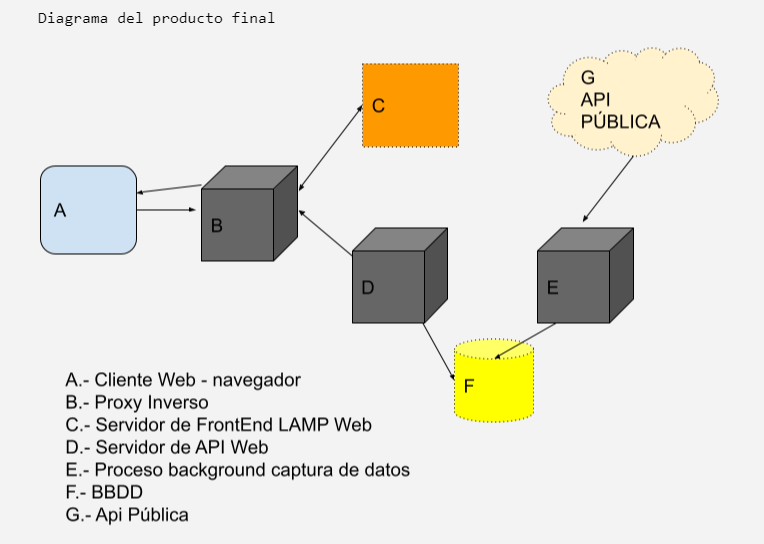 Diagrama del producto final
G
API
PÚBLICA
C
A
B
D
E
F
A.- Cliente Web - navegador
B.- Proxy Inverso
C.- Servidor de FrontEnd LAMP Web
D.- Servidor de API Web
E.- Proceso background captura de datos
F.- BBDD
G.- Api Pública